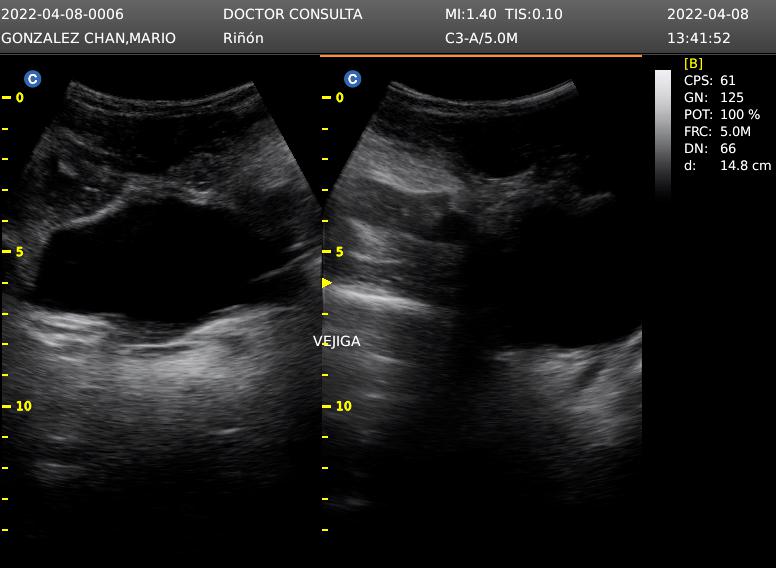 2022-04-08-0006 DOCTOR CONSULTA MI:1.40 TIS:0.10 2022-04-08
GONZALEZ CHAN,MARIO Riñón C3-A/5.0M 13:41:52
[B]
CPS: 61
GN: 125
POT: 100 %
FRC: 5.0M
DN: 66
d: 14.8 cm
C C
0 0
5 5
VEJIGA
10 10